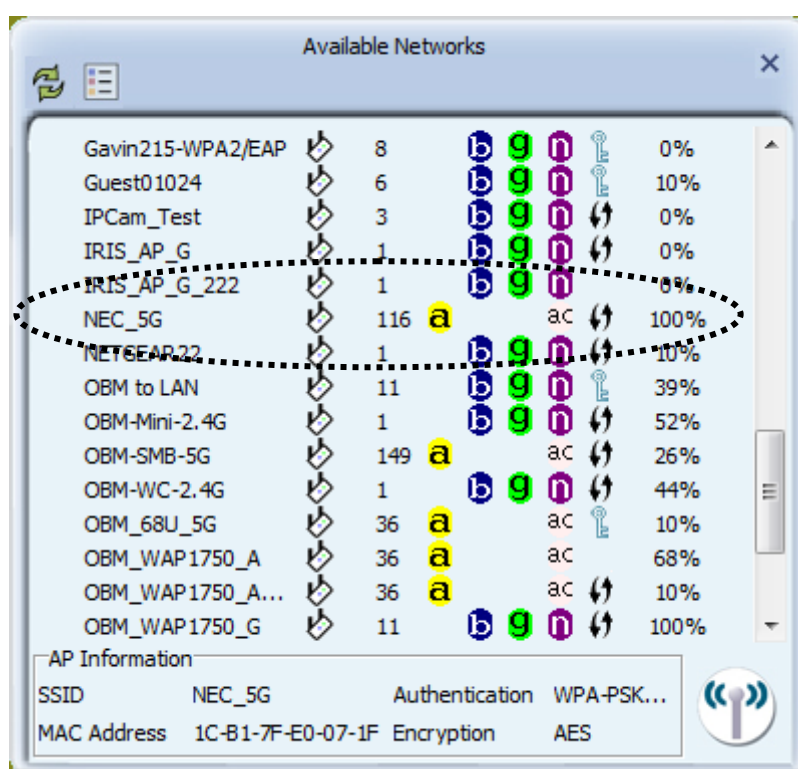 Available Networks
Gavin215-WPA2/EAP 8 b g n 0%
Guest01024 6 b g n 10%
IPCam_Test 3 b g n 0%
IRIS_AP_G 1 b g n 0%
IRIS_AP_G_222 1 b g n 0%
NEC_5G 116 a ac 100%
NETGEAR22 1 b g n 10%
OBM to LAN 11 b g n 39%
OBM-Mini-2.4G 1 b g n 52%
OBM-SMB-5G 149 a ac 26%
OBM-WC-2.4G 1 b g n 44%
OBM_68U_5G 36 a ac 10%
OBM_WAP1750_A 36 a ac 68%
OBM_WAP1750_A... 36 a ac 10%
OBM_WAP1750_G 11 b g n 100%
AP Information
SSID NEC_5G Authentication WPA-PSK...
MAC Address 1C-B1-7F-E0-07-1F Encryption AES